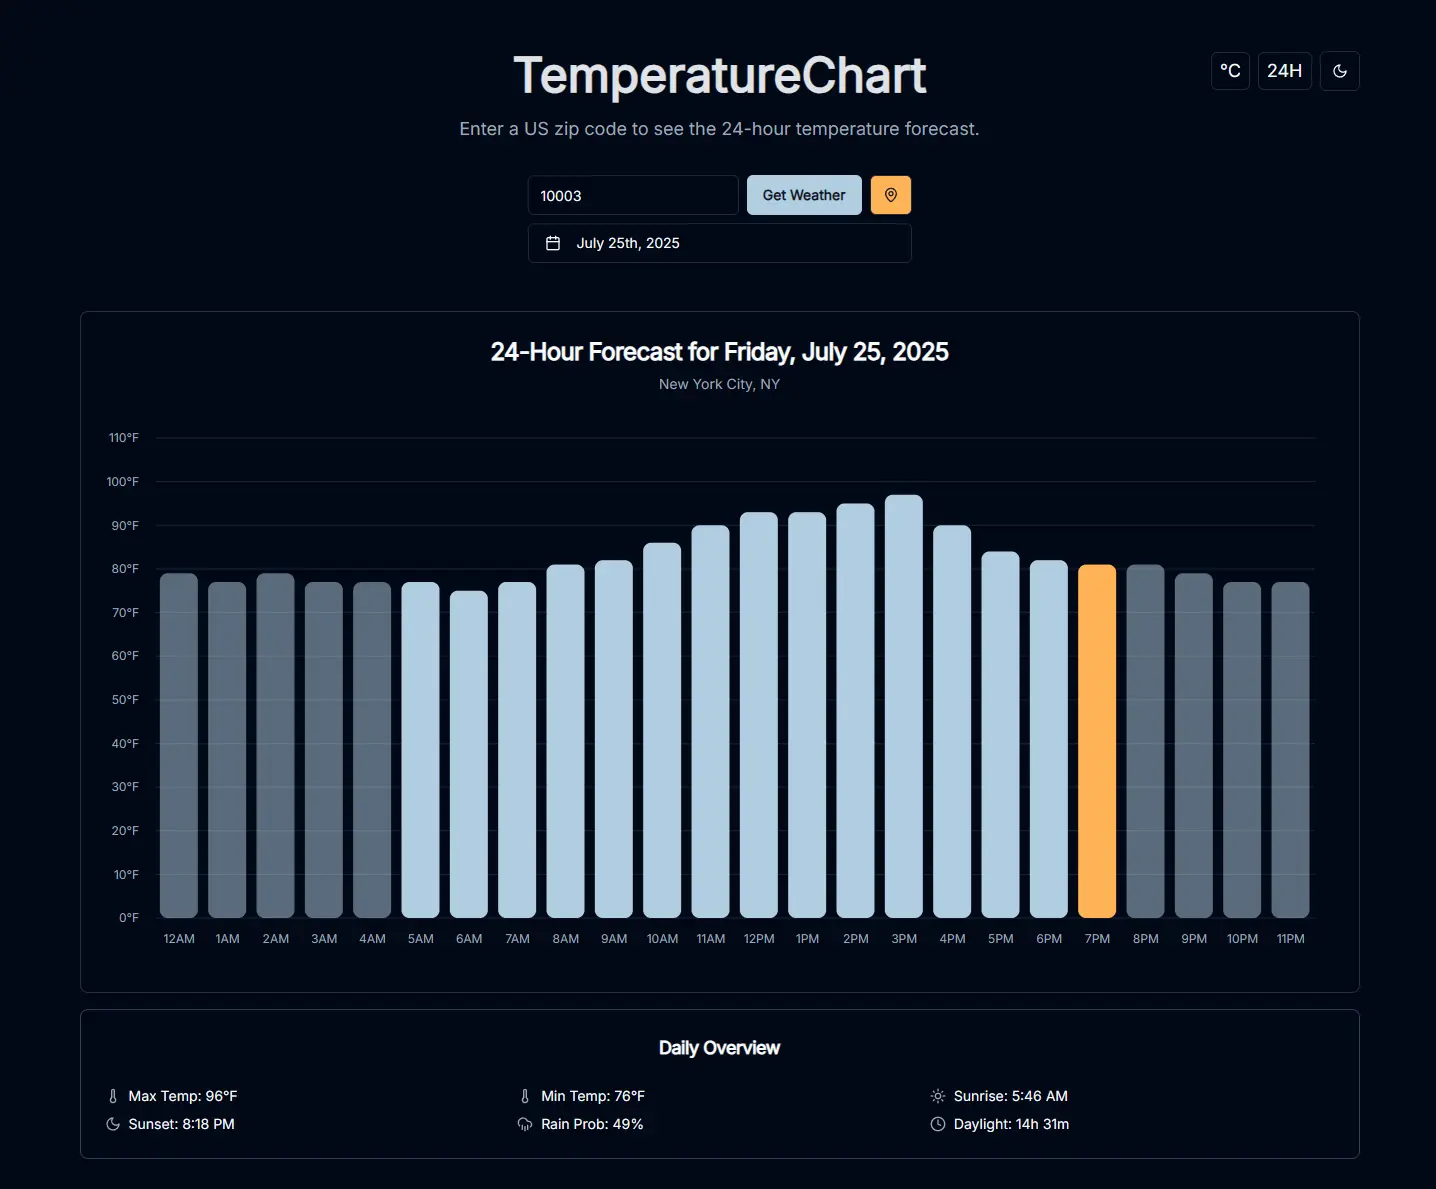 TemperatureChart
°C 24H
Enter a US zip code to see the 24-hour temperature forecast.
10003 Get Weather
July 25th, 2025
24-Hour Forecast for Friday, July 25, 2025
New York City, NY
110°F
100°F
90°F
80°F
70°F
60°F
50°F
40°F
30°F
20°F
10°F
0°F
12AM 1AM 2AM 3AM 4AM 5AM 6AM 7AM 8AM 9AM 10AM 11AM 12PM 1PM 2PM 3PM 4PM 5PM 6PM 7PM 8PM 9PM 10PM 11PM
Daily Overview
Max Temp: 96°F Min Temp: 76°F Sunrise: 5:46 AM
Sunset: 8:18 PM Rain Prob: 49% Daylight: 14h 31m